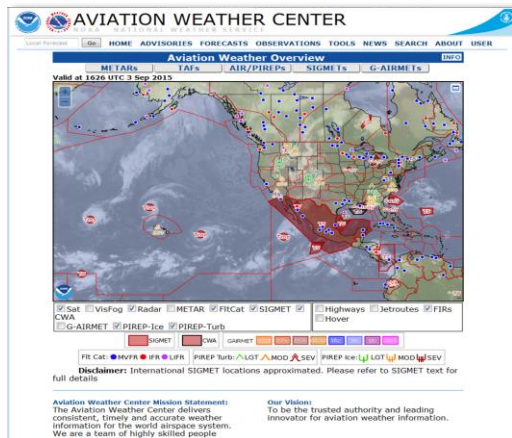 AVIATION WEATHER CENTER
NOAA NATIONAL WEATHER SERVICE
Local Forecast Go HOME ADVISORIES FORECASTS OBSERVATIONS TOOLS NEWS SEARCH ABOUT USER
Aviation Weather Overview INFO
METARs TAFs AIR/PIREPs SIGMETs G-AIRMETs
Valid at 1626 UTC 3 Sep 2015
Sat VisFog Radar METAR FltCat SIGMET
CWA
G-AIRMET PIREP-Ice PIREP-Turb
Highways Jetroutes FIRs
Hover
SIGMET CWA GAIRMET
Flt Cat: MVFR IFR LIFR PIREP Turb: LGT MOD SEV PIREP Ice: LGT MOD SEV
Disclaimer: International SIGMET locations approximated. Please refer to SIGMET text for
full details
Aviation Weather Center Mission Statement:
The Aviation Weather Center delivers
consistent, timely and accurate weather
information for the world airspace system.
We are a team of highly skilled people
Our Vision:
To be the trusted authority and leading
innovator for aviation weather information.